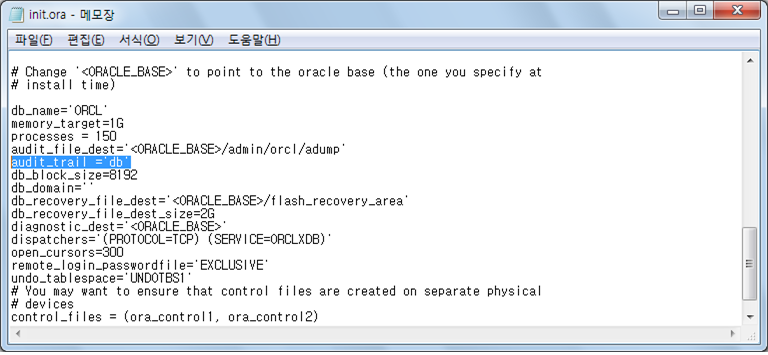 init.ora - 메모장
파일(F) 편집(E) 서식(O) 보기(V) 도움말(H)
# Change '<ORACLE_BASE>' to point to the oracle base (the one you specify at
# install time)
db_name='ORCL'
memory_target=1G
processes = 150
audit_file_dest='<ORACLE_BASE>/admin/orcl/adump'
audit_trail ='db'
db_block_size=8192
db_domain=''
db_recovery_file_dest='<ORACLE_BASE>/flash_recovery_area'
db_recovery_file_dest_size=2G
diagnostic_dest='<ORACLE_BASE>'
dispatchers='(PROTOCOL=TCP) (SERVICE=ORCLXDB)'
open_cursors=300
remote_login_passwordfile='EXCLUSIVE'
undo_tablespace='UNDOTBS1'
# You may want to ensure that control files are created on separate physical
# devices
control_files = (ora_control1, ora_control2)